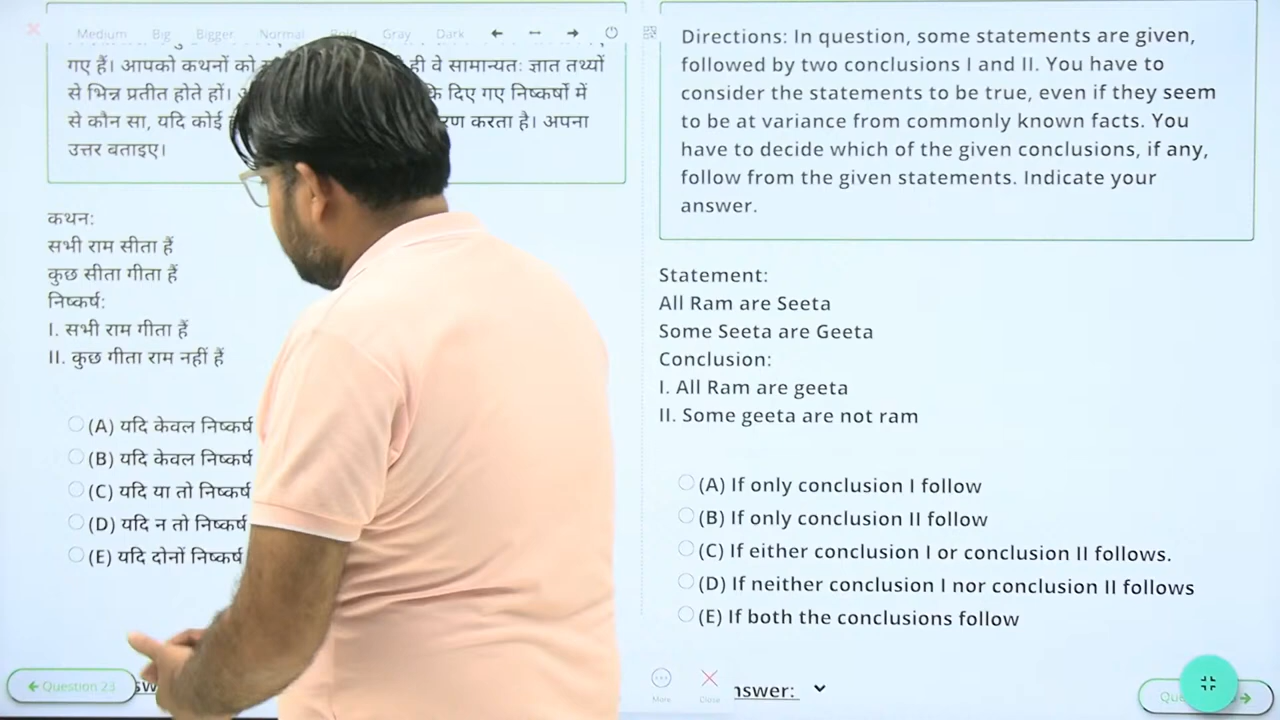 Medium Big Bigger Normal Bold Gray Dark
गए हैं। आपको कथनों को ही वे सामान्यतः ज्ञात तथ्यों
से भिन्न प्रतीत होते हों। दिए गए निष्कर्षों में
से कौन सा, यदि कोई करता है। अपना
उत्तर बताइए।
कथन:
सभी राम सीता हैं
कुछ सीता गीता हैं
निष्कर्ष:
I. सभी राम गीता हैं
II. कुछ गीता राम नहीं हैं
(A) यदि केवल निष्कर्ष
(B) यदि केवल निष्कर्ष
(C) यदि या तो निष्कर्ष
(D) यदि न तो निष्कर्ष
(E) यदि दोनों निष्कर्ष
Question 23
Directions: In question, some statements are given,
followed by two conclusions I and II. You have to
consider the statements to be true, even if they seem
to be at variance from commonly known facts. You
have to decide which of the given conclusions, if any,
follow from the given statements. Indicate your
answer.
Statement:
All Ram are Seeta
Some Seeta are Geeta
Conclusion:
I. All Ram are geeta
II. Some geeta are not ram
(A) If only conclusion I follow
(B) If only conclusion II follow
(C) If either conclusion I or conclusion II follows.
(D) If neither conclusion I nor conclusion II follows
(E) If both the conclusions follow
More Close